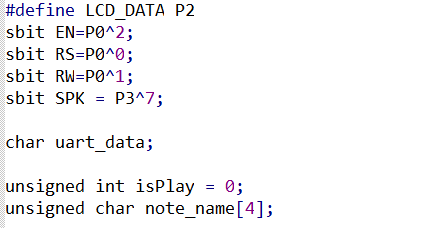 #define LCD_DATA P2
sbit EN=P0^2;
sbit RS=P0^0;
sbit RW=P0^1;
sbit SPK = P3^7;
char uart_data;
unsigned int isPlay = 0;
unsigned char note_name[4];